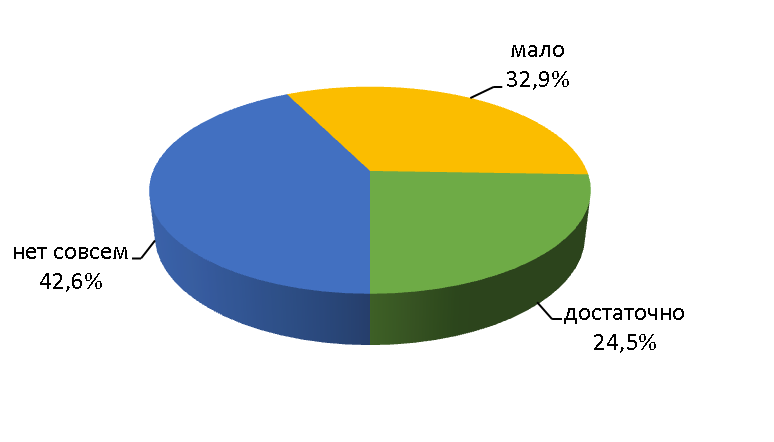 мало
32,9%
нет совсем
42,6%
достаточно
24,5%